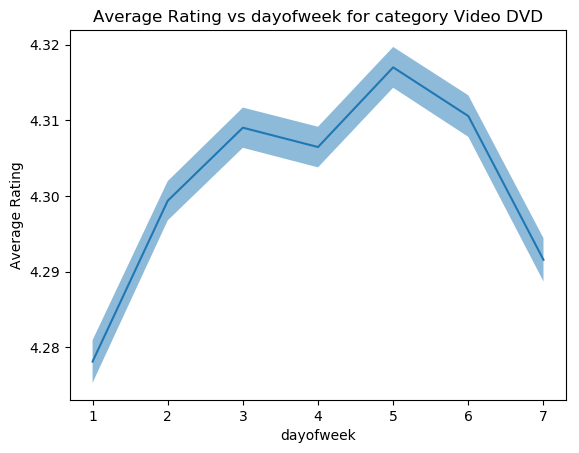 Average Rating vs dayofweek for category Video DVD
4.32
4.31
4.30
4.29
4.28
Average Rating
1 2 3 4 5 6 7
dayofweek